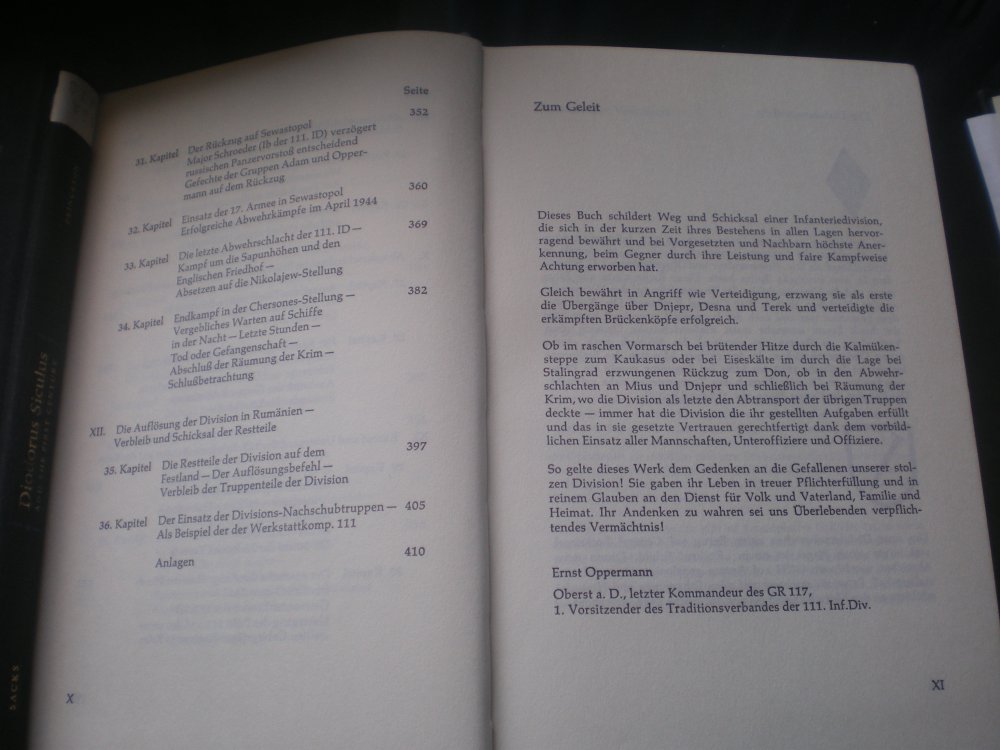 Seite
31. Kapitel Der Rückzug auf Sewastopol 352
Major Schroeder (Ib der 111. ID) verzögert
russischen Panzervorstoß entscheidend
Gefechte der Gruppen Adam und Opper-
mann auf dem Rückzug
32. Kapitel Einsatz der 17. Armee in Sewastopol 360
Erfolgreiche Abwehrkämpfe im April 1944
33. Kapitel Die letzte Abwehrschlacht der 111. ID — 369
Kampf um die Sapunhöhen und den
Englischen Friedhof —
Absetzen auf die Nikolajew-Stellung
34. Kapitel Endkampf in der Chersones-Stellung — 382
Vergebliches Warten auf Schiffe
in der Nacht — Letzte Stunden —
Tod oder Gefangenschaft —
Abschluß der Räumung der Krim —
Schlußbetrachtung
XII. Die Auflösung der Division in Rumänien —
Verbleib und Schicksal der Restteile
35. Kapitel Die Restteile der Division auf dem 397
Festland — Der Auflösungsbefehl —
Verbleib der Truppenteile der Division
36. Kapitel Der Einsatz der Divisions-Nachschubtruppen — 405
Als Beispiel der der Werkstattkomp. 111
Anlagen 410
X
Zum Geleit
Dieses Buch schildert Weg und Schicksal einer Infanteriedivision,
die sich in der kurzen Zeit ihres Bestehens in allen Lagen hervor-
ragend bewährt und bei Vorgesetzten und Nachbarn höchste Aner-
kennung, beim Gegner durch ihre Leistung und faire Kampfweise
Achtung erworben hat.
Gleich bewährt in Angriff wie Verteidigung, erzwang sie als erste
die Übergänge über Dnjepr, Desna und Terek und verteidigte die
erkämpften Brückenköpfe erfolgreich.
Ob im raschen Vormarsch bei brütender Hitze durch die Kalmüken-
steppe zum Kaukasus oder bei Eiseskälte im durch die Lage bei
Stalingrad erzwungenen Rückzug zum Don, ob in den Abwehr-
schlachten an Mius und Dnjepr und schließlich bei Räumung der
Krim, wo die Division als letzte den Abtransport der übrigen Truppen
deckte — immer hat die Division die ihr gestellten Aufgaben erfüllt
und das in sie gesetzte Vertrauen gerechtfertigt dank dem vorbild-
lichen Einsatz aller Mannschaften, Unteroffiziere und Offiziere.
So gelte dieses Werk dem Gedenken an die Gefallenen unserer stol-
zen Division! Sie gaben ihr Leben in treuer Pflichterfüllung und in
reinem Glauben an den Dienst für Volk und Vaterland, Familie und
Heimat. Ihr Andenken zu wahren sei uns Überlebenden verpflich-
tendes Vermächtnis!
Ernst Oppermann
Oberst a. D., letzter Kommandeur des GR 117,
1. Vorsitzender des Traditionsverbandes der 111. Inf.Div.
XI
Diodorus Siculus
SACKS